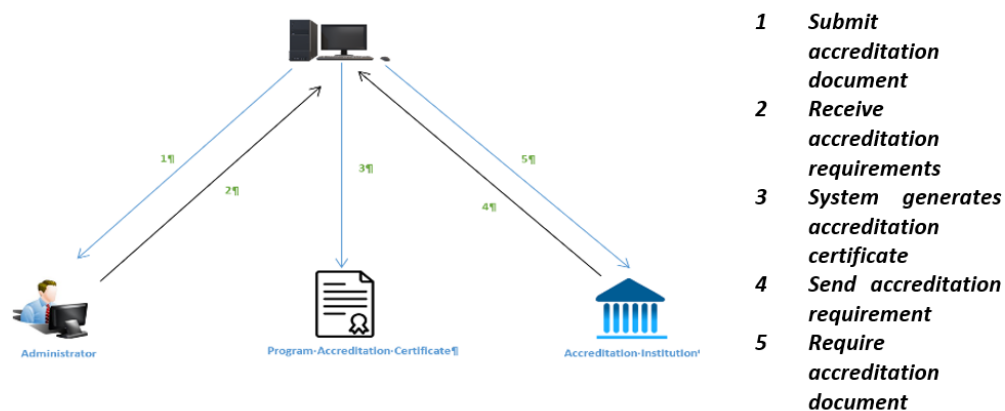 1¶
2¶
3¶
4¶
5¶
Administrator
Program·Accreditation·Certificate¶
Accreditation·Institution
1 Submit
accreditation
document
2 Receive
accreditation
requirements
3 System generates
accreditation
certificate
4 Send accreditation
requirement
5 Require
accreditation
document